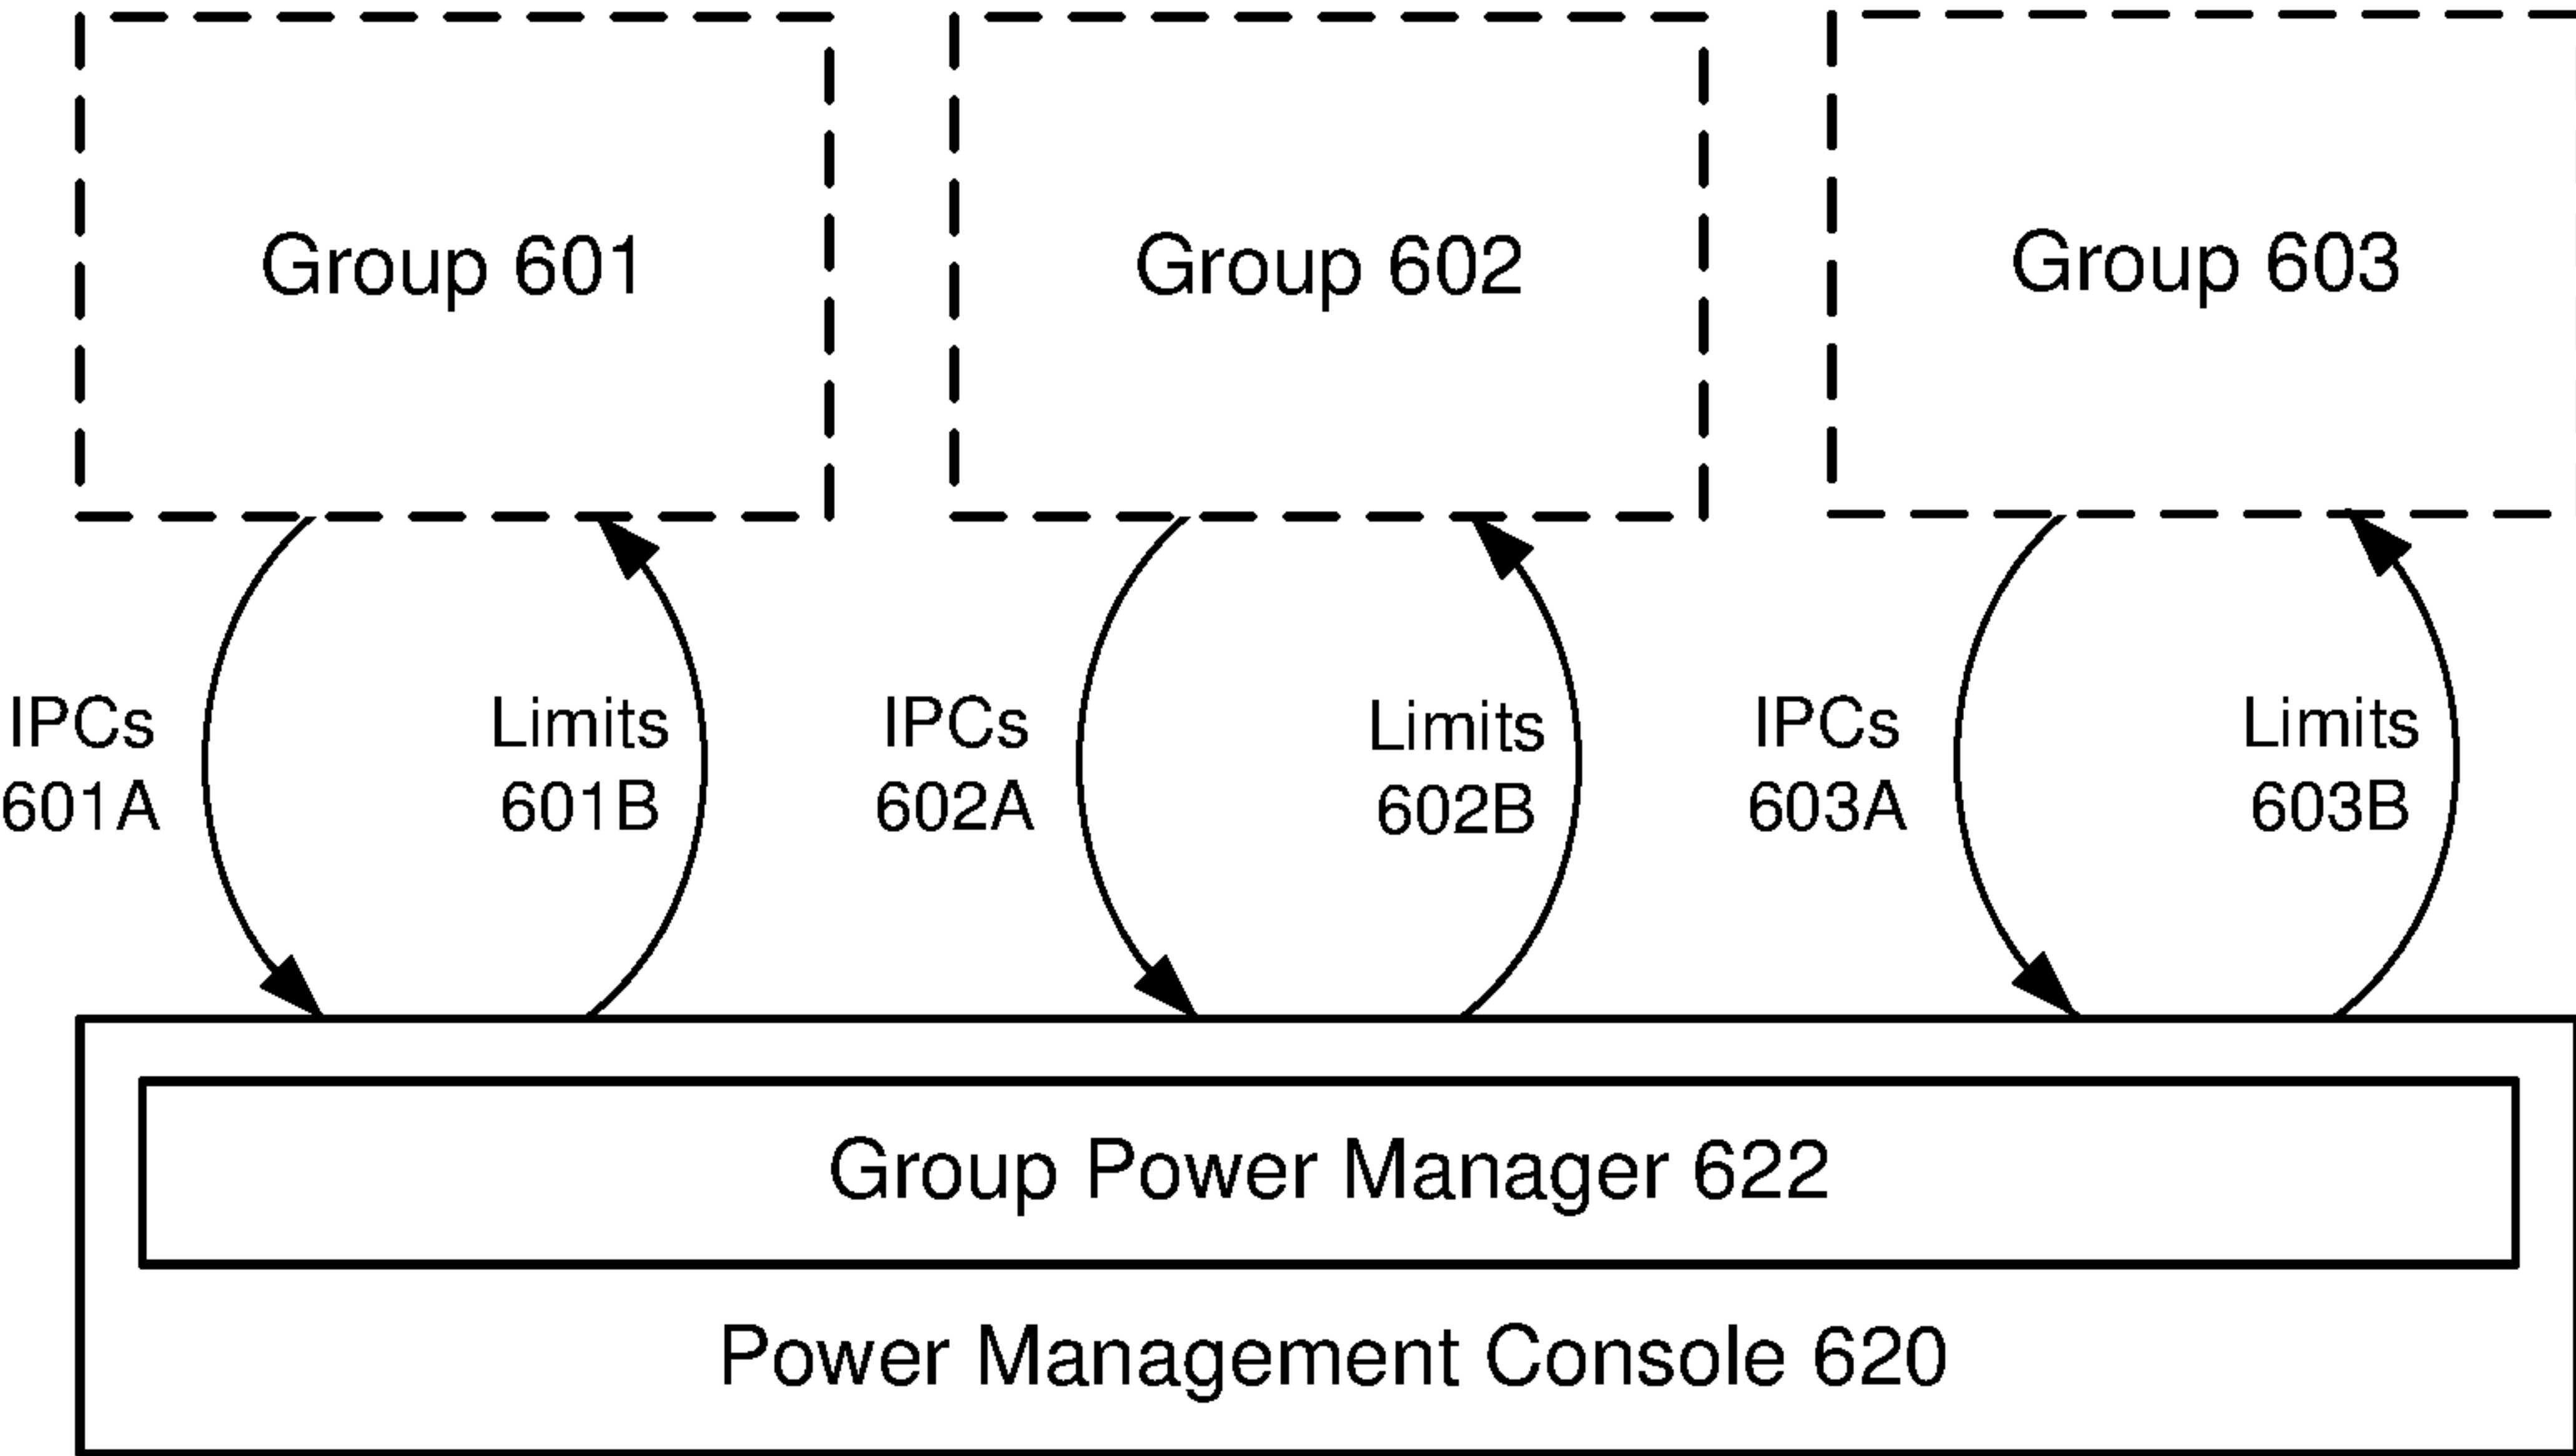 Group 601
Group 602
Group 603
IPCs
601A
Limits
601B
IPCs
602A
Limits
602B
IPCs
603A
Limits
603B
Group Power Manager 622
Power Management Console 620